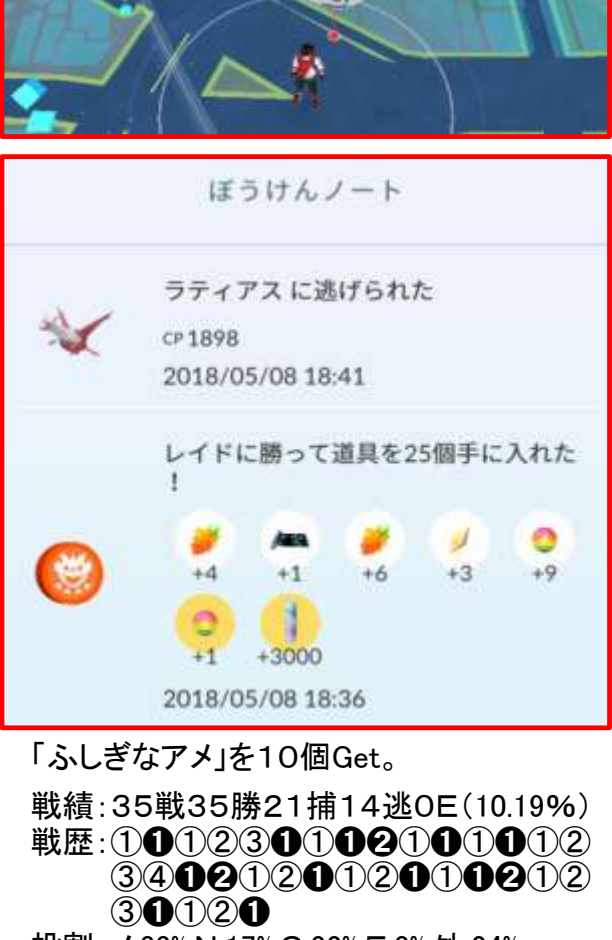 ぼうけんノート
ラティアス に逃げられた
CP1898
2018/05/08 18:41
レイドに勝って道具を25個手に入れた
!
+4 +1 +6 +3 +9
+1 +3000
2018/05/08 18:36
「ふしぎなアメ」を10個Get。
戦績:35戦35勝21捕14逃0E(10.19%)
戦歴:①❶①②③❶①❶❷①❶①❶①②
③④❶❷①②❶①②❶①❶❷①②
③❶①②❶